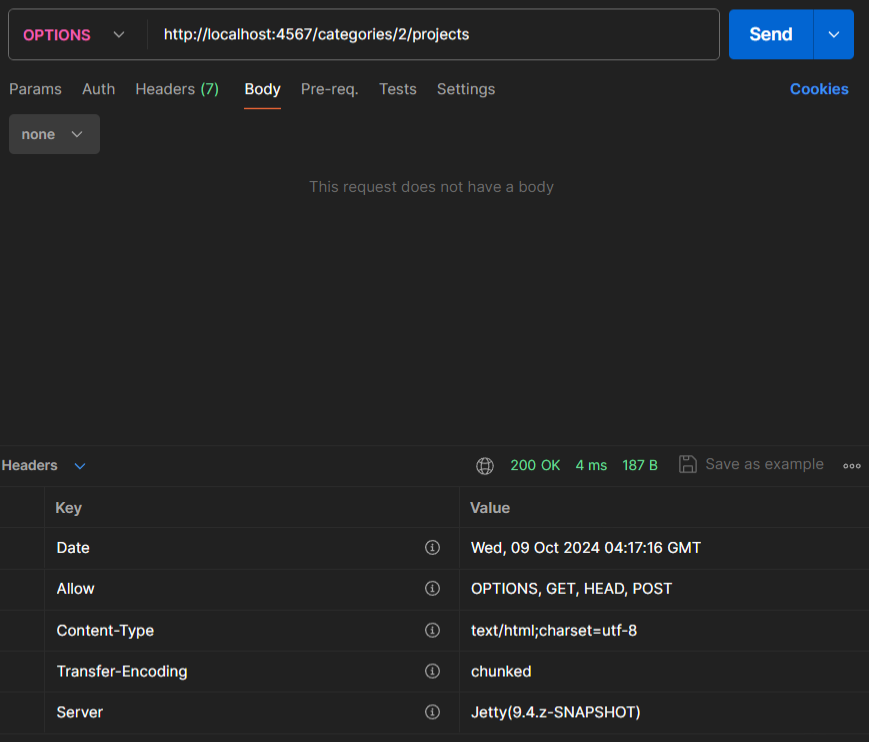 OPTIONS http://localhost:4567/categories/2/projects Send
Params Auth Headers (7) Body Pre-req. Tests Settings Cookies
none
This request does not have a body
Headers 200 OK 4 ms 187 B Save as example
Key Value
Date Wed, 09 Oct 2024 04:17:16 GMT
Allow OPTIONS, GET, HEAD, POST
Content-Type text/html;charset=utf-8
Transfer-Encoding chunked
Server Jetty(9.4.z-SNAPSHOT)